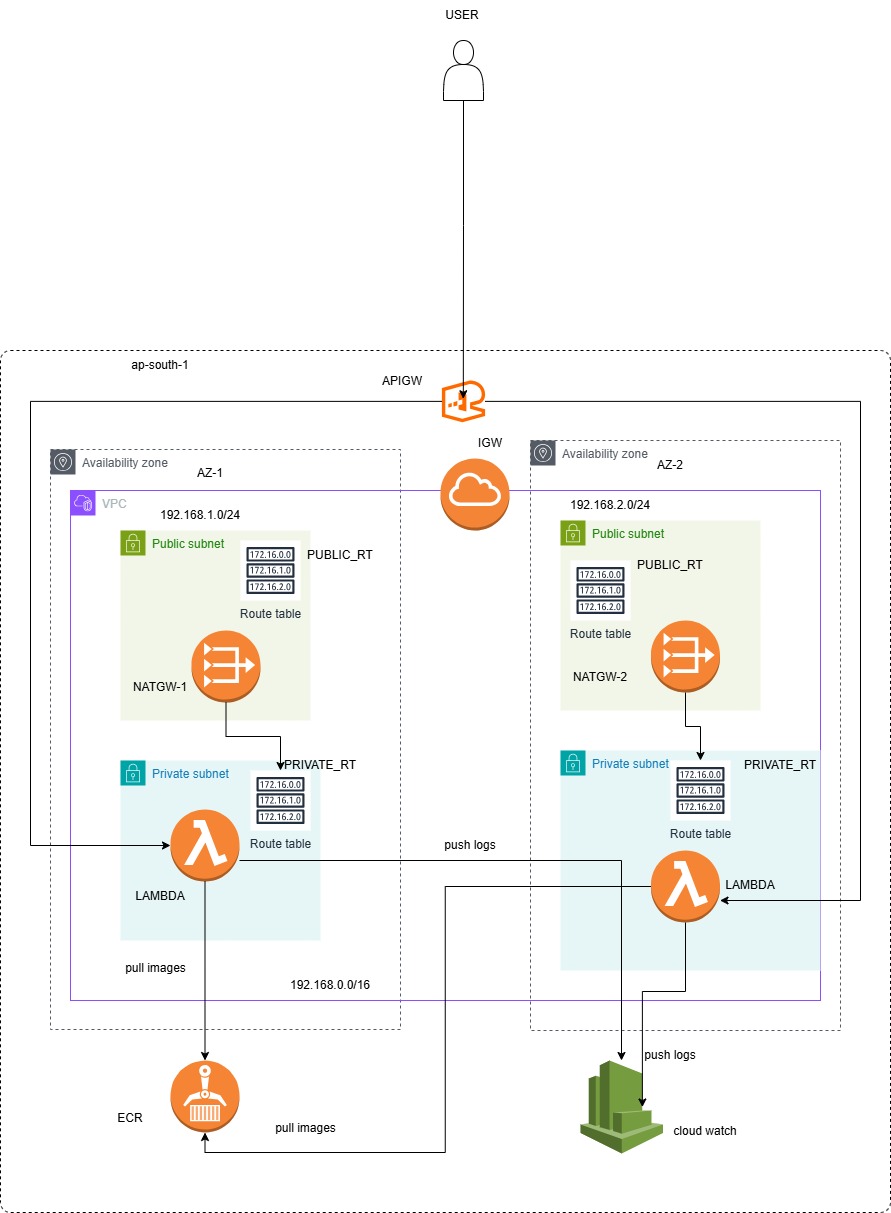 USER
ap-south-1
APIGW
IGW
Availability zone
AZ-1
Availability zone
AZ-2
VPC
192.168.1.0/24
192.168.2.0/24
Public subnet
172.16.0.0
172.16.1.0
172.16.2.0
PUBLIC_RT
Route table
NATGW-1
Public subnet
PUBLIC_RT
172.16.0.0
172.16.1.0
172.16.2.0
Route table
NATGW-2
Private subnet
PRIVATE_RT
172.16.0.0
172.16.1.0
172.16.2.0
Route table
LAMBDA
Private subnet
PRIVATE_RT
172.16.0.0
172.16.1.0
172.16.2.0
Route table
LAMBDA
push logs
pull images
192.168.0.0/16
push logs
ECR
pull images
cloud watch